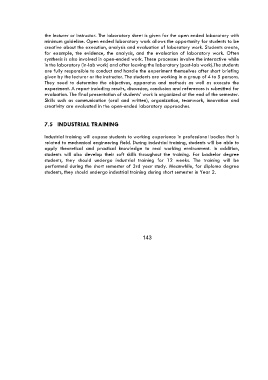 the lecturer or instructor. The laboratory sheet is given for the open ended laboratory with
minimum guideline. Open ended laboratory work allows the opportunity for students to be
creative about the execution, analysis and evaluation of laboratory work. Students create,
for example, the evidence, the analysis, and the evaluation of laboratory work. Often
synthesis is also involved in open-ended work. These processes involve the interactive while
in the laboratory (in-lab work) and after leaving the laboratory (post-lab work). The students
are fully responsible to conduct and handle the experiment themselves after short briefing
given by the lecturer or the instructor. The students are working in a group of 4 to 5 persons.
They need to determine the objectives, apparatus and methods as well as execute the
experiment. A report including results, discussion, conclusion and references is submitted for
evaluation. The final presentation of students' work is organized at the end of the semester.
Skills such as communication (oral and written), organization, teamwork, innovation and
creativity are evaluated in the open-ended laboratory approaches.
7.5 INDUSTRIAL TRAINING
Industrial training will expose students to working experience in professional bodies that is
related to mechanical engineering field. During industrial training, students will be able to
apply theoretical and practical knowledge to real working environment. In addition,
students will also develop their soft skills throughout the training. For bachelor degree
students, they should undergo industrial training for 12 weeks. The training will be
performed during the short semester of 3rd year study. Meanwhile, for diploma degree
students, they should undergo industrial training during short semester in Year 2.
143